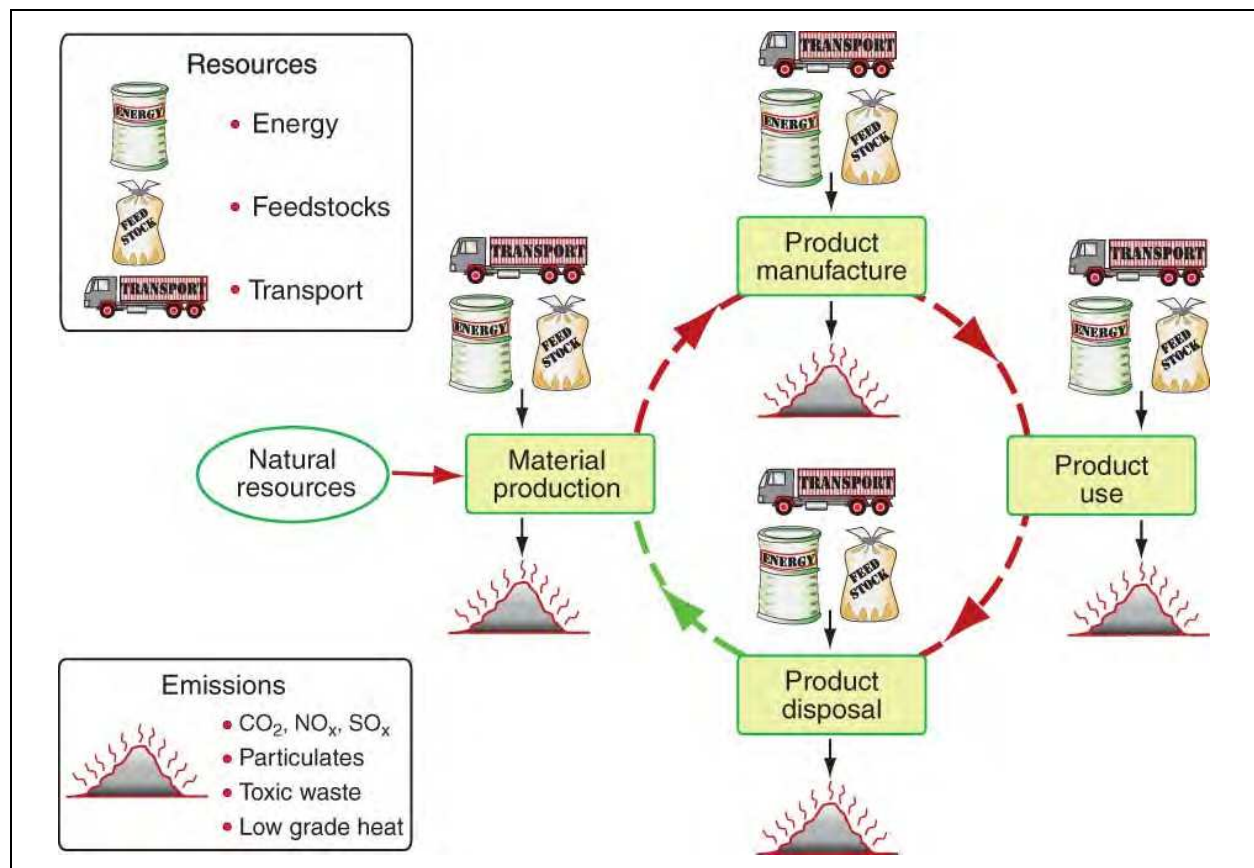 Resources
ENERGY
• Energy
FEED
STOCK
• Feedstocks
TRANSPORT
• Transport
TRANSPORT
ENERGY
FEED
STOCK
Product
manufacture
TRANSPORT
ENERGY
FEED
STOCK
TRANSPORT
ENERGY
FEED
STOCK
Natural
resources
Material
production
Product
use
TRANSPORT
ENERGY
FEED
STOCK
Product
disposal
Emissions
• CO₂, NOₓ, SOₓ
• Particulates
• Toxic waste
• Low grade heat